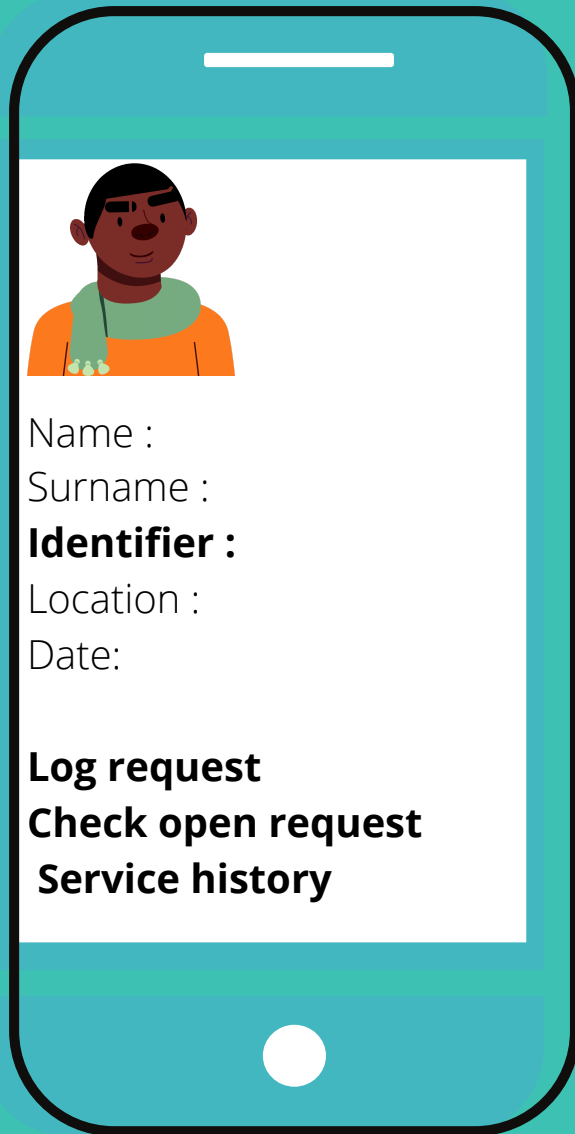 Name :
Surname :
Identifier :
Location :
Date:
Log request
Check open request
Service history